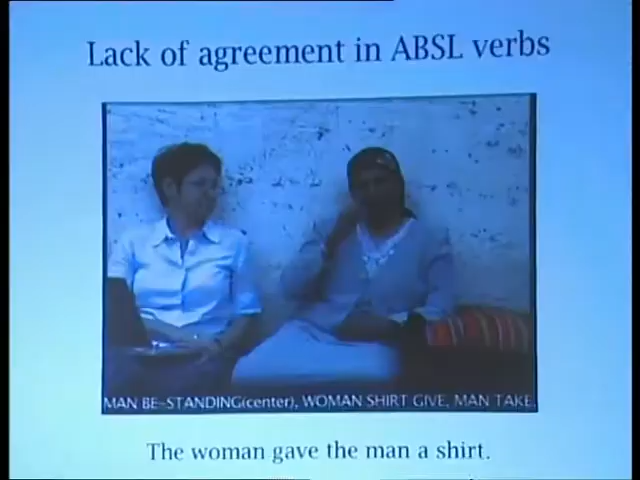 Lack of agreement in ABSL verbs
MAN BE-STANDING(center), WOMAN SHIRT GIVE, MAN TAKE.
The woman gave the man a shirt.